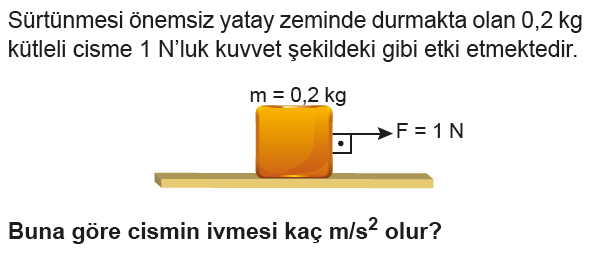 Sürtünmesi önemsiz yatay zeminde durmakta olan 0,2 kg
kütleli cisme 1 N’luk kuvvet şekildeki gibi etki etmektedir.
m = 0,2 kg
F = 1 N
Buna göre cismin ivmesi kaç m/s² olur?